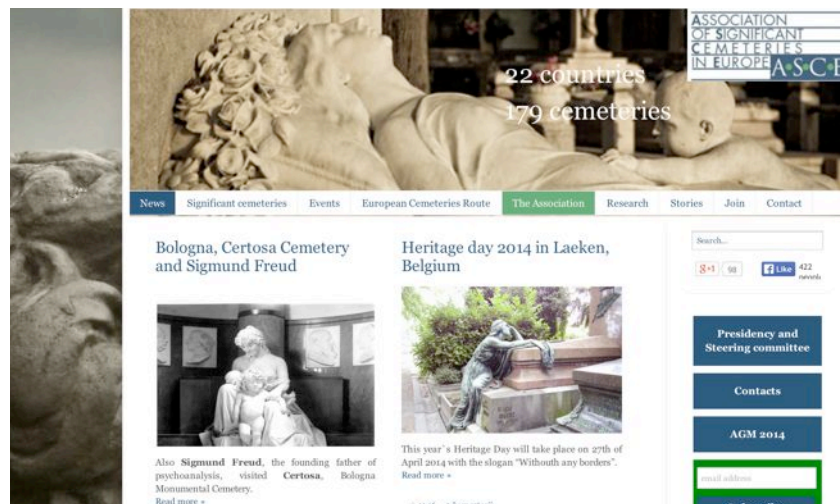 ASSOCIATION
OF SIGNIFICANT
CEMETERIES
IN EUROPE
A•S•C•E
22 countries
179 cemeteries
News Significant cemeteries Events European Cemeteries Route The Association Research Stories Join Contact
Bologna, Certosa Cemetery
and Sigmund Freud
Also Sigmund Freud, the founding father of
psychoanalysis, visited Certosa, Bologna
Monumental Cemetery.
Read more »
Heritage day 2014 in Laeken,
Belgium
This year`s Heritage Day will take place on 27th of
April 2014 with the slogan "Withouth any borders".
Read more »
Search...
g+1 98
Like 422
Presidency and
Steering committee
Contacts
AGM 2014
email address